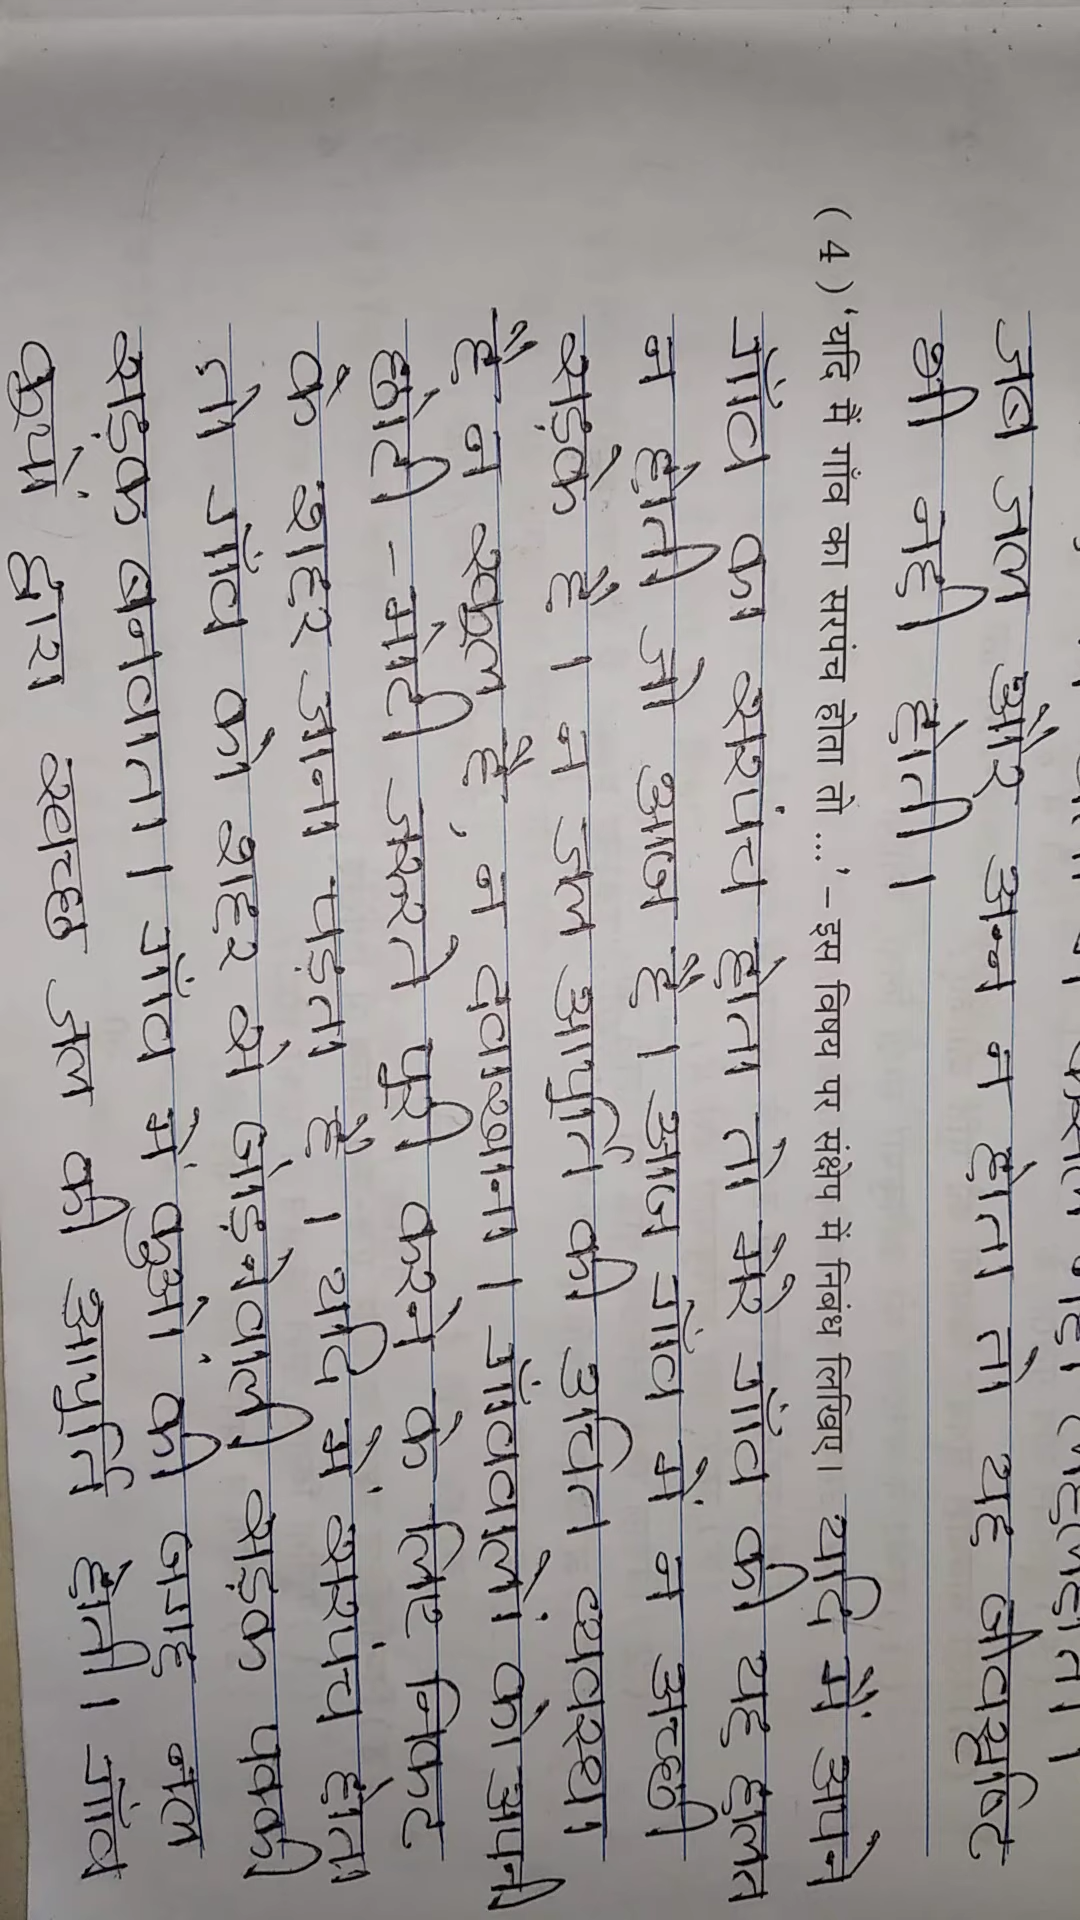 लहलहाता।
जब जल और अन्न न होता तो यह जीवसृष्टि
भी नहीं होती।
(4) 'यदि मैं गांव का सरपंच होता तो...' – इस विषय पर संक्षेप में निबंध लिखिए। यदि मैं अपने
गाँव का सरपंच होता तो मेरे गाँव की यह हालत
न होती जो आज हैं। आज गाँव में न अच्छी
सड़के हैं। न जल आपूर्ति की उचित व्यवस्था
हैं न स्कूल हैं, न दवाखाना। गाँववालों को अपनी
छोटी-मोटी जरूरते पूरी करने के लिए निकट
के शहर जाना पड़ता हैं। यदि मैं सरपंच होता
तो गाँव को शहर से जोड़नेवाली सड़क पक्की
सड़क बनवाता। गाँव में कुओं की जगह नल
कूपों द्वारा स्वच्छ जल की आपूर्ति होती। गाँव